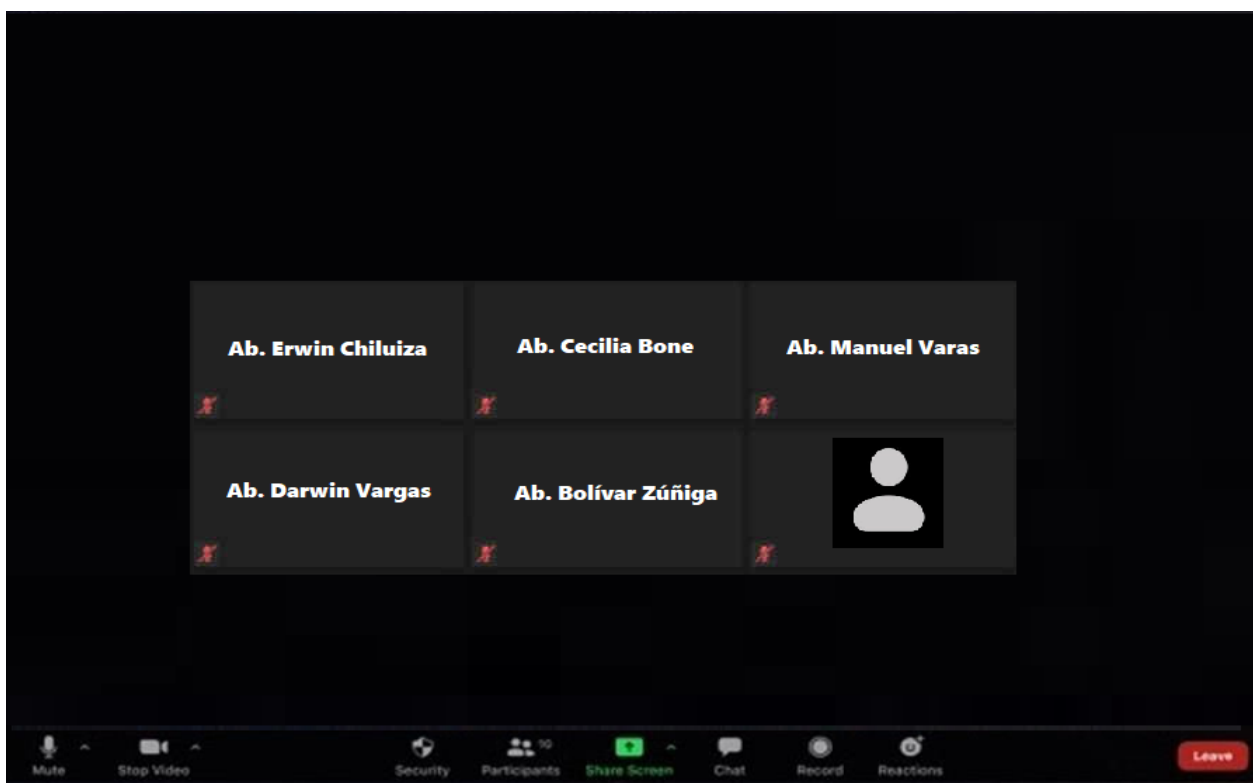 Ab. Erwin Chiluiza
Ab. Cecilia Bone
Ab. Manuel Varas
Ab. Darwin Vargas
Ab. Bolívar Zúñiga
Mute
Stop Video
Security
Participants
10
Share Screen
Chat
Record
Reactions
Leave